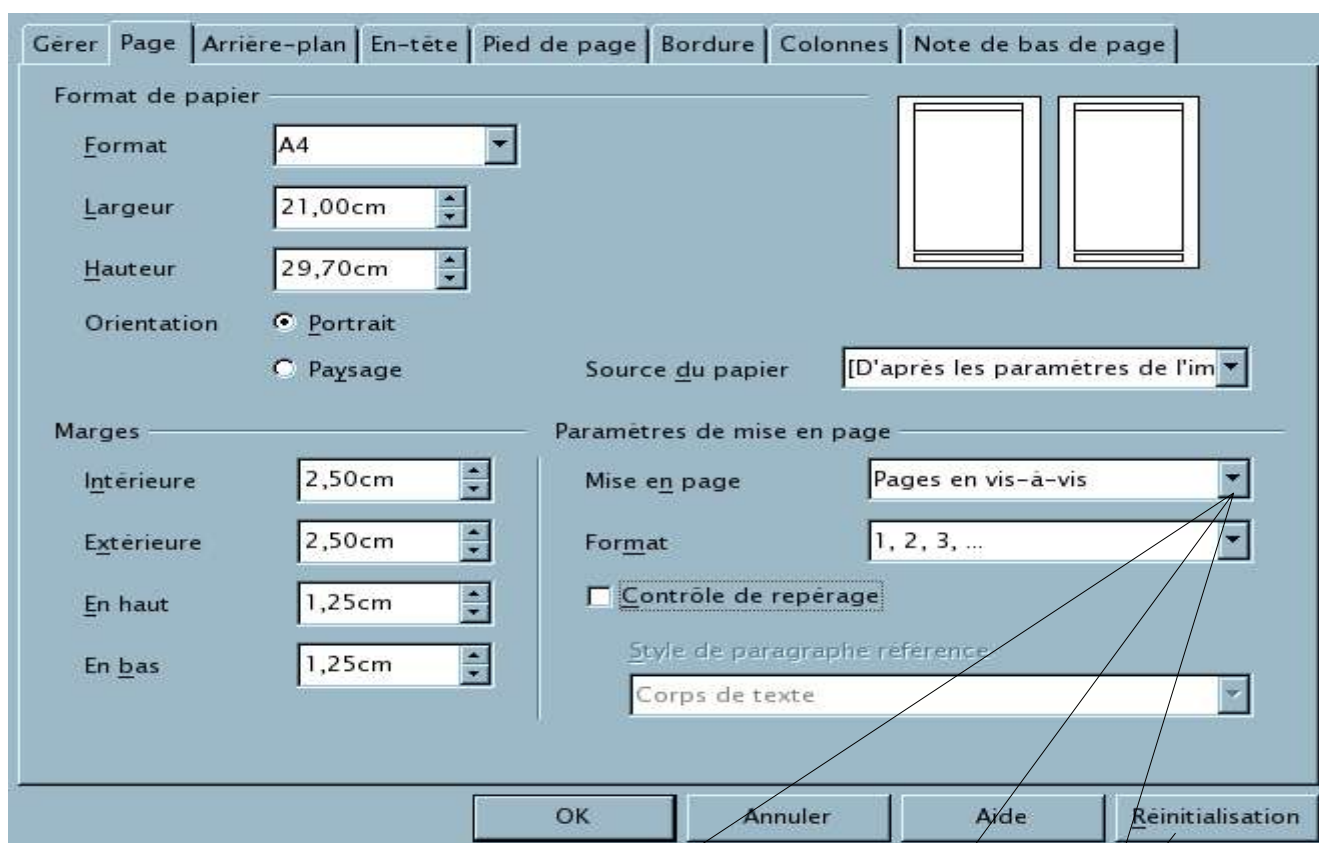 Gérer Page Arrière-plan En-tête Pied de page Bordure Colonnes Note de bas de page
Format de papier
Format A4
Largeur 21,00cm
Hauteur 29,70cm
Orientation Portrait
Paysage
Source du papier [D'après les paramètres de l'im
Marges
Intérieure 2,50cm
Extérieure 2,50cm
En haut 1,25cm
En bas 1,25cm
Paramètres de mise en page
Mise en page Pages en vis-à-vis
Format 1, 2, 3, ...
Contrôle de repérage
Style de paragraphe référence
Corps de texte
OK Annuler Aide Réinitialisation